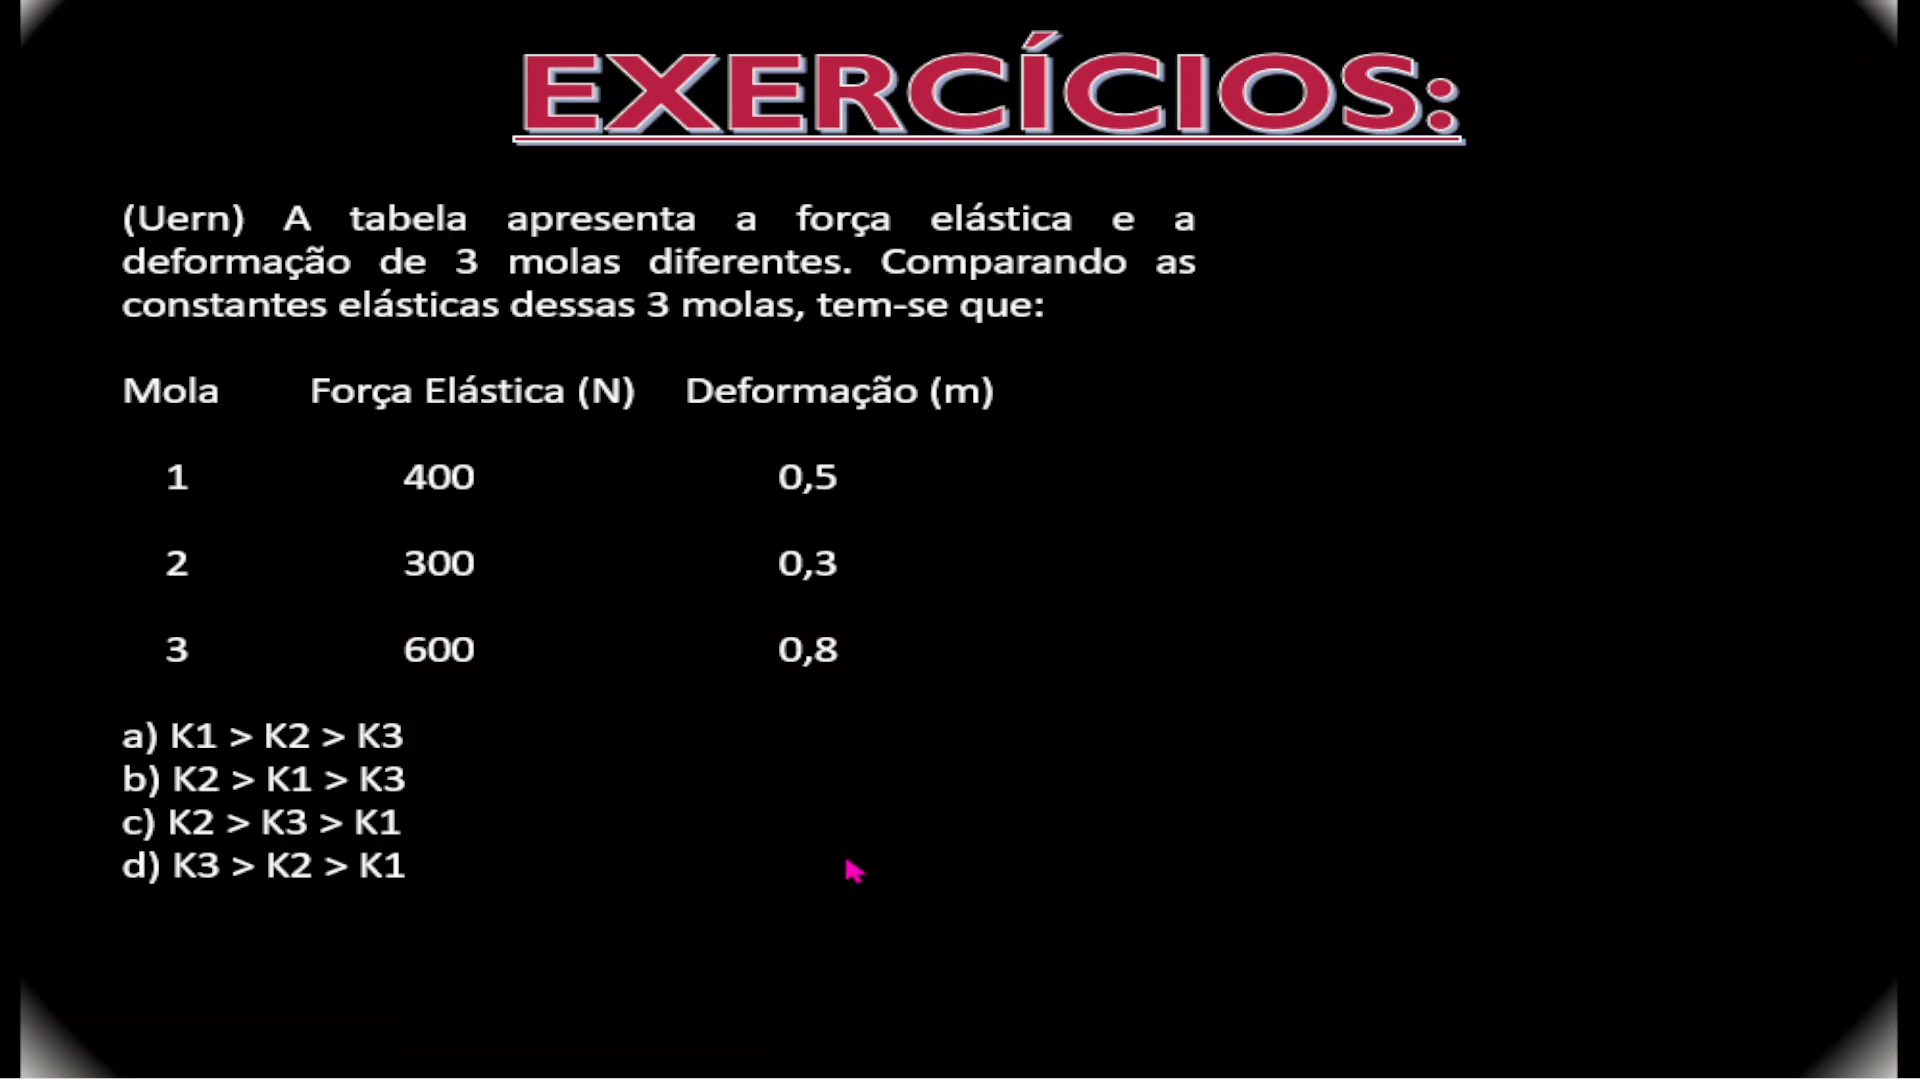 EXERCÍCIOS:
(Uern) A tabela apresenta a força elástica e a
deformação de 3 molas diferentes. Comparando as
constantes elásticas dessas 3 molas, tem-se que:
Mola Força Elástica (N) Deformação (m)
1 400 0,5
2 300 0,3
3 600 0,8
a) K1 > K2 > K3
b) K2 > K1 > K3
c) K2 > K3 > K1
d) K3 > K2 > K1